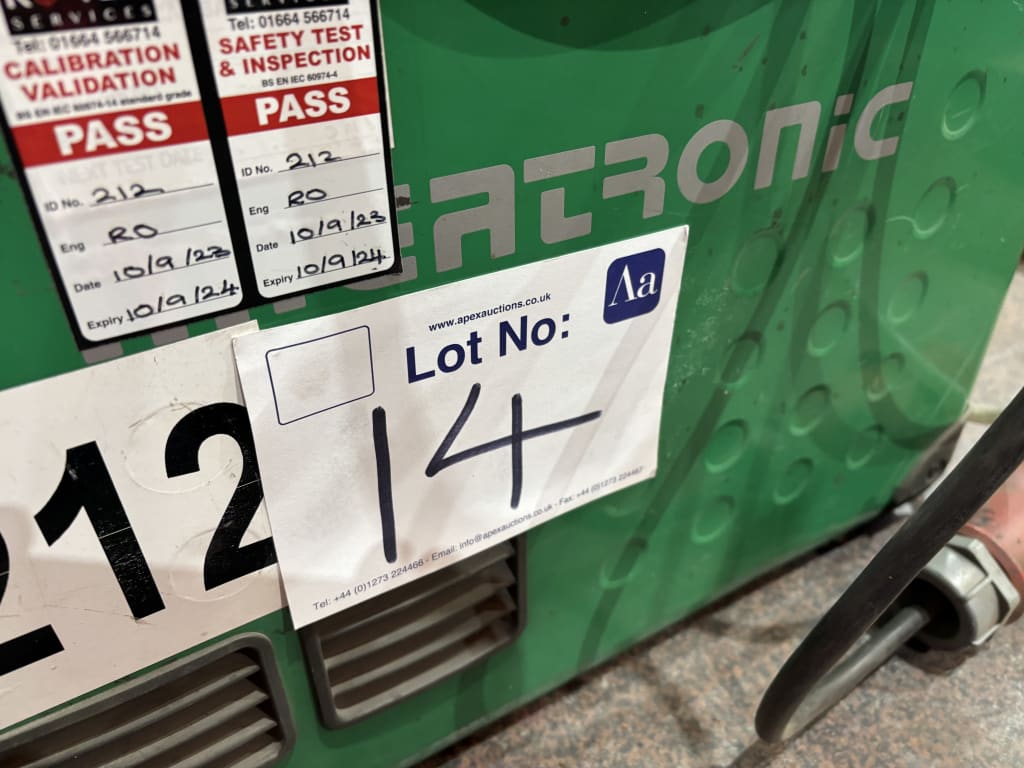 SERVICES
Tel: 01664 566714
CALIBRATION
VALIDATION
BS EN IEC 60974-14 standard grade
PASS
NEXT TEST DATE
ID No. 212
Eng RO
Date 10/9/23
Expiry 10/9/24
SERVICES
Tel: 01664 566714
SAFETY TEST
& INSPECTION
BS EN IEC 60974-4
PASS
ID No. 212
Eng RO
Date 10/9/23
Expiry 10/9/24
www.apexauctions.co.uk
Aa
Lot No:
14
Tel: +44 (0)1273 224466 - Email: info@apexauctions.co.uk - Fax: +44 (0)1273 224467
212